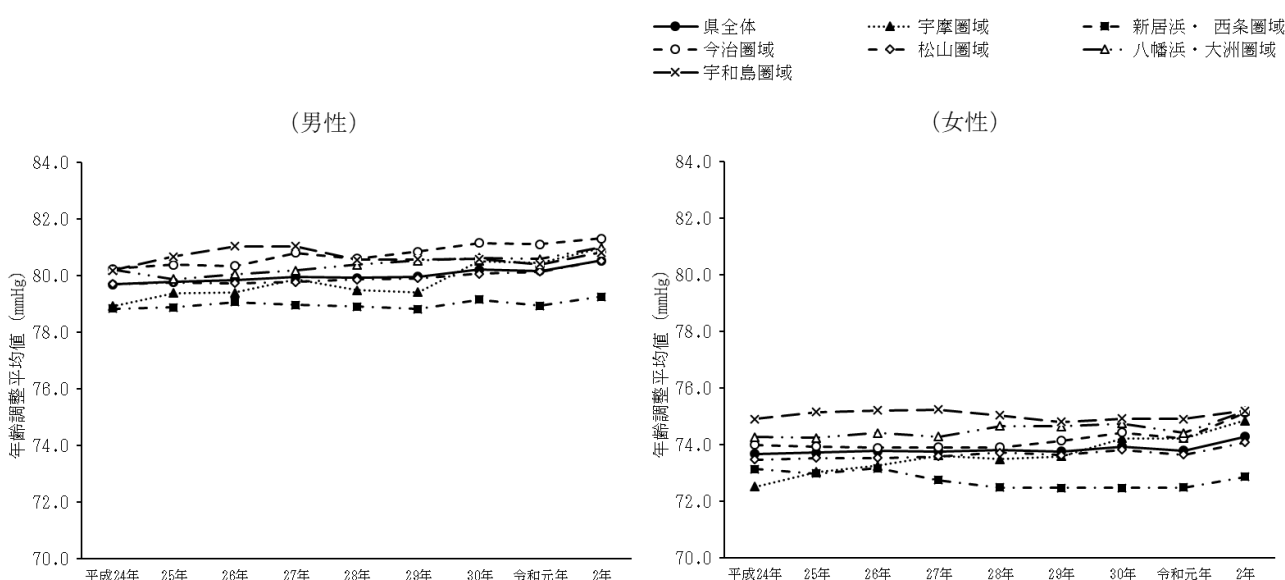 県全体 宇摩圏域 新居浜・ 西条圏域
今治圏域 松山圏域 八幡浜・大洲圏域
宇和島圏域
(男性)
年齢調整平均値 (mmHg)
84.0
82.0
80.0
78.0
76.0
74.0
72.0
70.0
平成24年 25年 26年 27年 28年 29年 30年 令和元年 2年
(女性)
年齢調整平均値 (mmHg)
84.0
82.0
80.0
78.0
76.0
74.0
72.0
70.0
平成24年 25年 26年 27年 28年 29年 30年 令和元年 2年